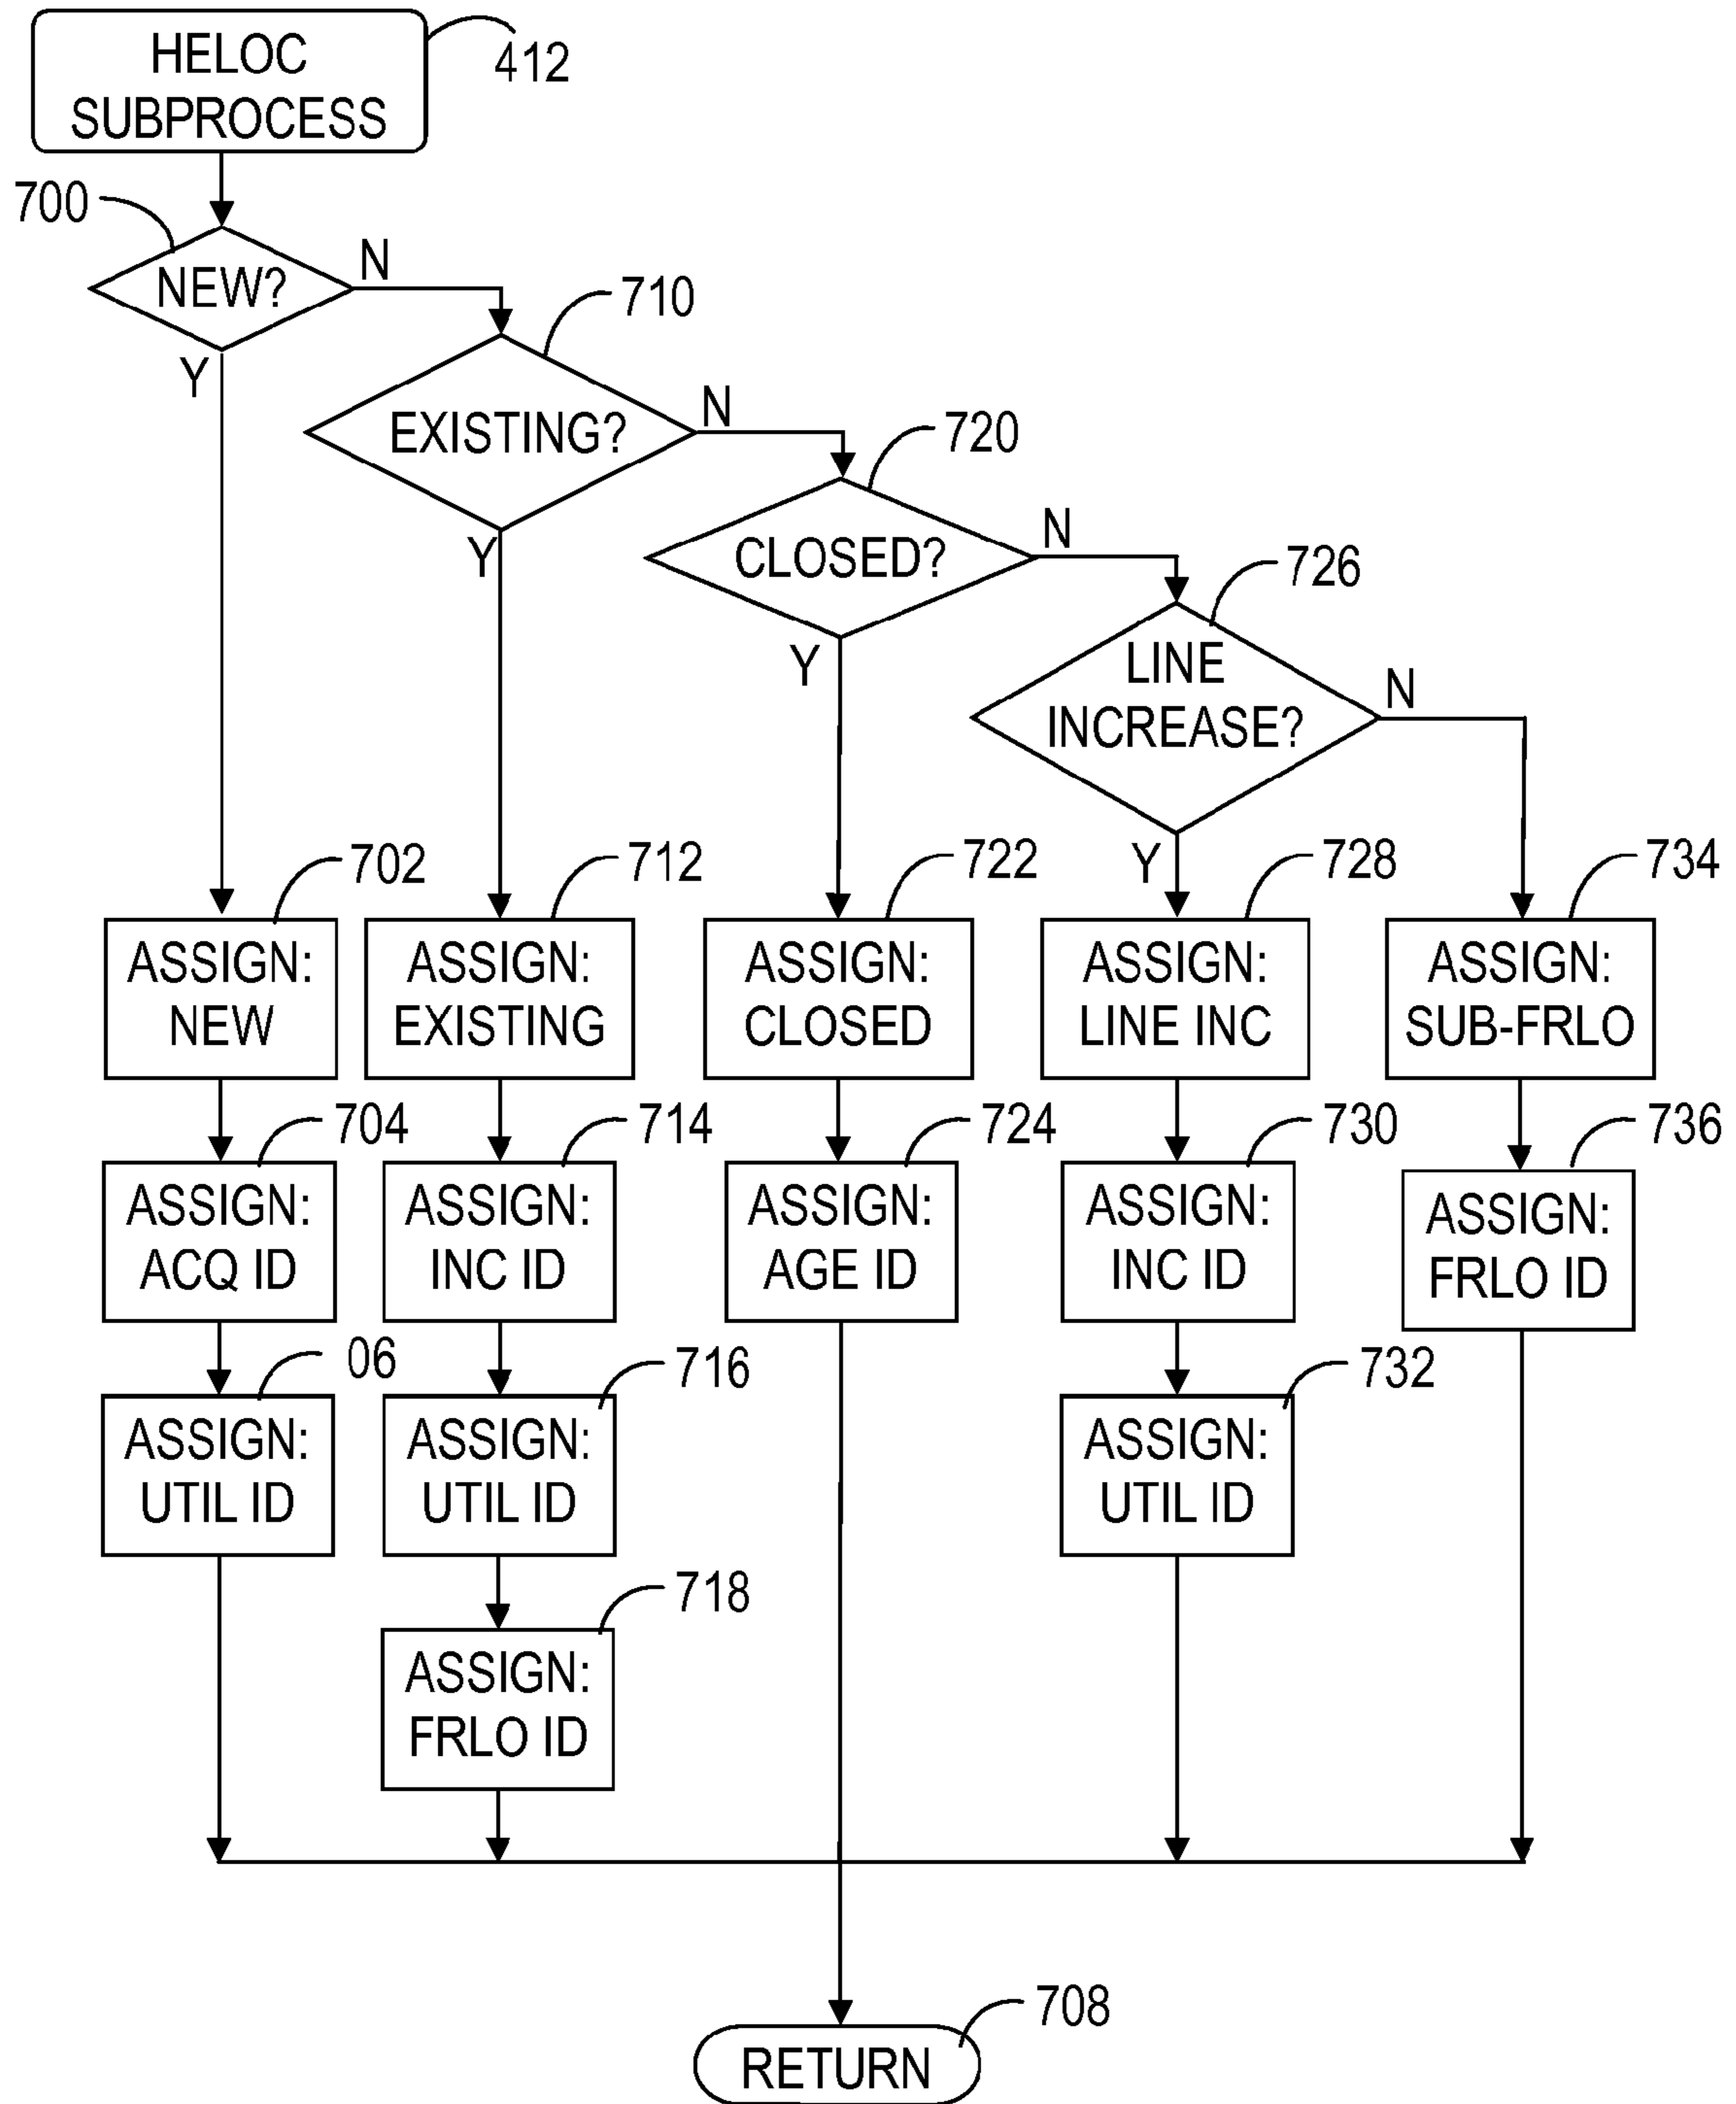 HELOC
SUBPROCESS
412
700
NEW?
N
Y
710
EXISTING?
N
Y
720
CLOSED?
N
Y
726
LINE
INCREASE?
N
Y
702
712
722
728
734
ASSIGN:
NEW
ASSIGN:
EXISTING
ASSIGN:
CLOSED
ASSIGN:
LINE INC
ASSIGN:
SUB-FRLO
704
714
724
730
736
ASSIGN:
ACQ ID
ASSIGN:
INC ID
ASSIGN:
AGE ID
ASSIGN:
INC ID
ASSIGN:
FRLO ID
06
716
732
ASSIGN:
UTIL ID
ASSIGN:
UTIL ID
ASSIGN:
UTIL ID
718
ASSIGN:
FRLO ID
708
RETURN